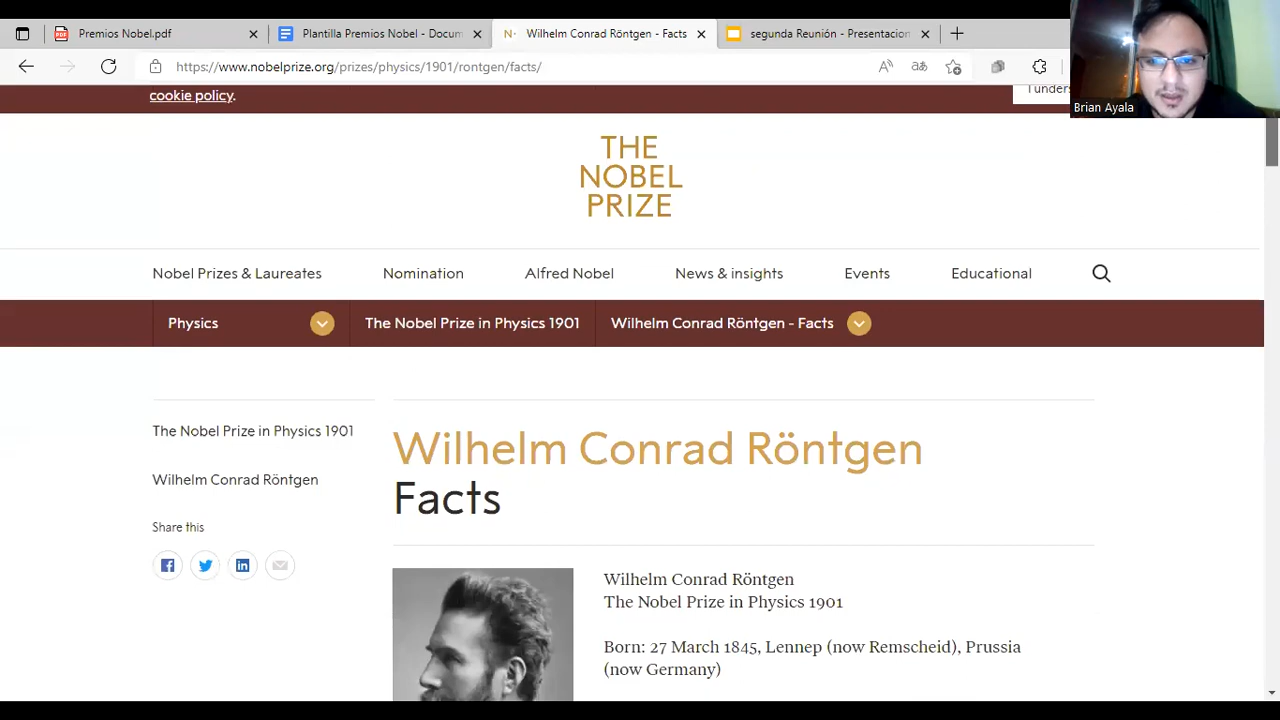 Premios Nobel.pdf
Plantilla Premios Nobel - Docum
N
Wilhelm Conrad Röntgen - Facts
segunda Reunión - Presentacion
https://www.nobelprize.org/prizes/physics/1901/rontgen/facts/
Brian Ayala
cookie policy.
THE
NOBEL
PRIZE
Nobel Prizes & Laureates
Nomination
Alfred Nobel
News & insights
Events
Educational
Physics
The Nobel Prize in Physics 1901
Wilhelm Conrad Röntgen - Facts
The Nobel Prize in Physics 1901
Wilhelm Conrad Röntgen
Share this
Wilhelm Conrad Röntgen
Facts
Wilhelm Conrad Röntgen
The Nobel Prize in Physics 1901
Born: 27 March 1845, Lennep (now Remscheid), Prussia
(now Germany)